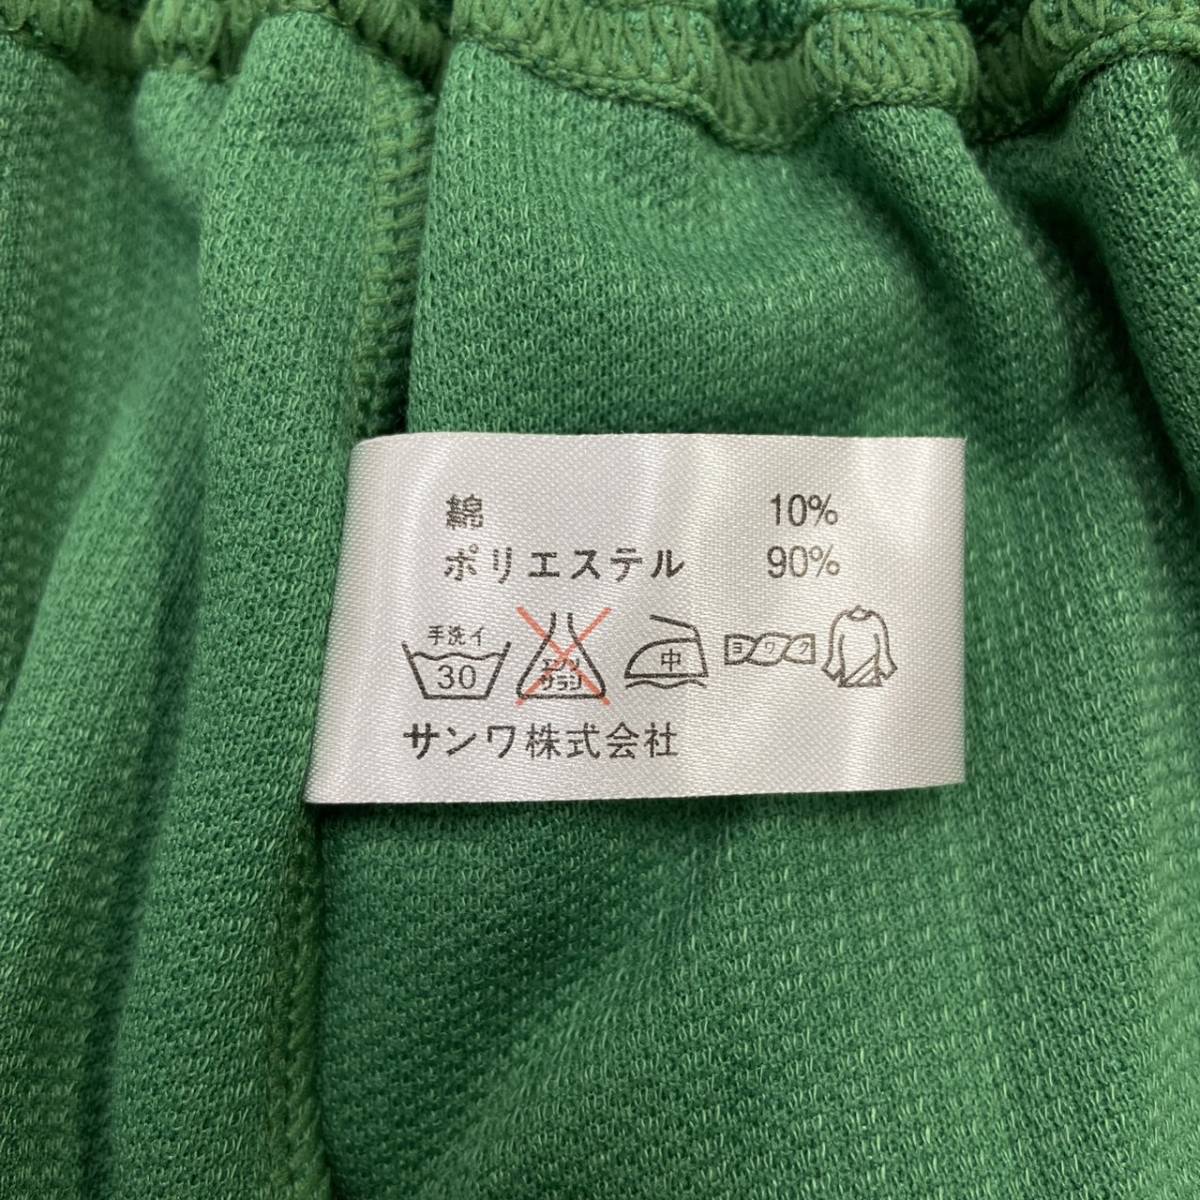 綿 10%
ポリエステル 90%
手洗イ
30
エンソ
サラシ
中
ヨワク
サンワ株式会社